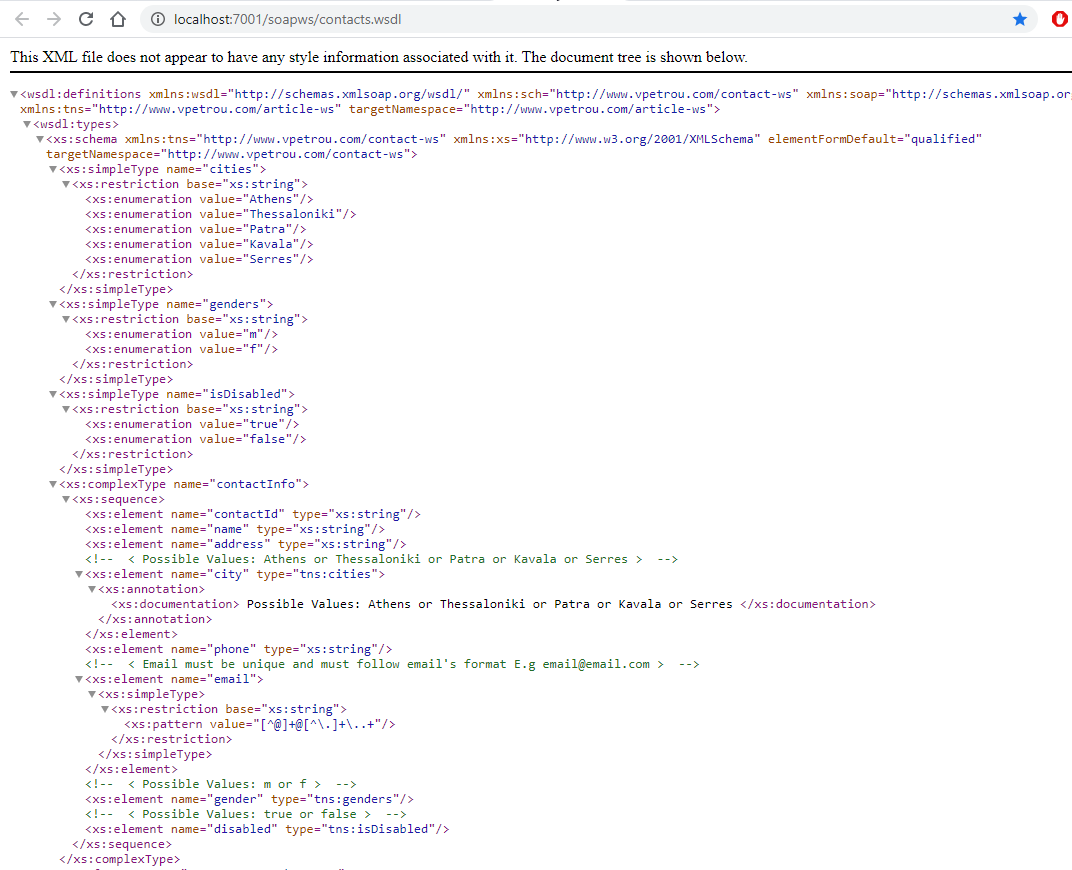 localhost:7001/soapws/contacts.wsdl
This XML file does not appear to have any style information associated with it. The document tree is shown below.
▼<wsdl:definitions xmlns:wsdl="http://schemas.xmlsoap.org/wsdl/" xmlns:sch="http://www.vpetrou.com/contact-ws" xmlns:soap="http://schemas.xmlsoap.org
xmlns:tns="http://www.vpetrou.com/article-ws" targetNamespace="http://www.vpetrou.com/article-ws">
▼<wsdl:types>
▼<xs:schema xmlns:tns="http://www.vpetrou.com/contact-ws" xmlns:xs="http://www.w3.org/2001/XMLSchema" elementFormDefault="qualified"
targetNamespace="http://www.vpetrou.com/contact-ws">
▼<xs:simpleType name="cities">
▼<xs:restriction base="xs:string">
<xs:enumeration value="Athens"/>
<xs:enumeration value="Thessaloniki"/>
<xs:enumeration value="Patra"/>
<xs:enumeration value="Kavala"/>
<xs:enumeration value="Serres"/>
</xs:restriction>
</xs:simpleType>
▼<xs:simpleType name="genders">
▼<xs:restriction base="xs:string">
<xs:enumeration value="m"/>
<xs:enumeration value="f"/>
</xs:restriction>
</xs:simpleType>
▼<xs:simpleType name="isDisabled">
▼<xs:restriction base="xs:string">
<xs:enumeration value="true"/>
<xs:enumeration value="false"/>
</xs:restriction>
</xs:simpleType>
▼<xs:complexType name="contactInfo">
▼<xs:sequence>
<xs:element name="contactId" type="xs:string"/>
<xs:element name="name" type="xs:string"/>
<xs:element name="address" type="xs:string"/>
<!-- < Possible Values: Athens or Thessaloniki or Patra or Kavala or Serres > -->
▼<xs:element name="city" type="tns:cities">
▼<xs:annotation>
<xs:documentation> Possible Values: Athens or Thessaloniki or Patra or Kavala or Serres </xs:documentation>
</xs:annotation>
</xs:element>
<xs:element name="phone" type="xs:string"/>
<!-- < Email must be unique and must follow email's format E.g email@email.com > -->
▼<xs:element name="email">
▼<xs:simpleType>
▼<xs:restriction base="xs:string">
<xs:pattern value="[^@]+@[^\.]+\..+"/>
</xs:restriction>
</xs:simpleType>
</xs:element>
<!-- < Possible Values: m or f > -->
<xs:element name="gender" type="tns:genders"/>
<!-- < Possible Values: true or false > -->
<xs:element name="disabled" type="tns:isDisabled"/>
</xs:sequence>
</xs:complexType>